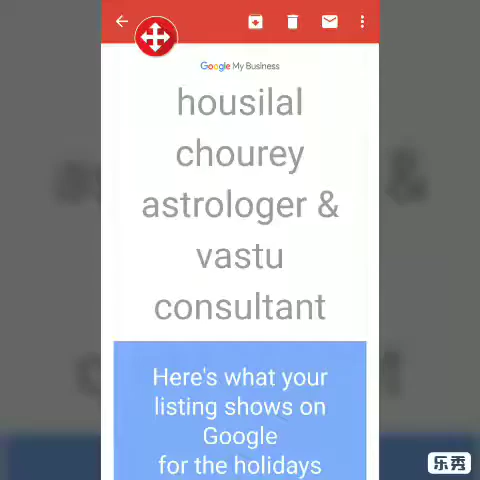 Google My Business
housilal
chourey
astrologer &
vastu
consultant
Here's what your
listing shows on
Google
for the holidays
乐秀